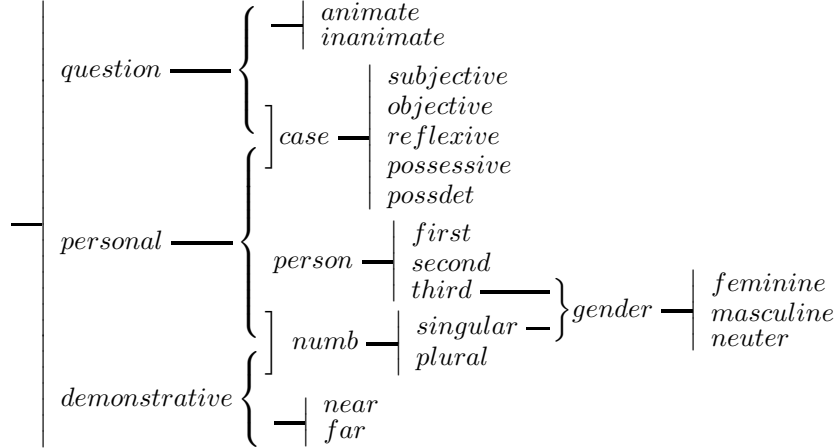 animate
inanimate
question
subjective
objective
case
reflexive
possessive
possdet
personal
first
person
second
third
feminine
gender
masculine
neuter
singular
numb
plural
demonstrative
near
far